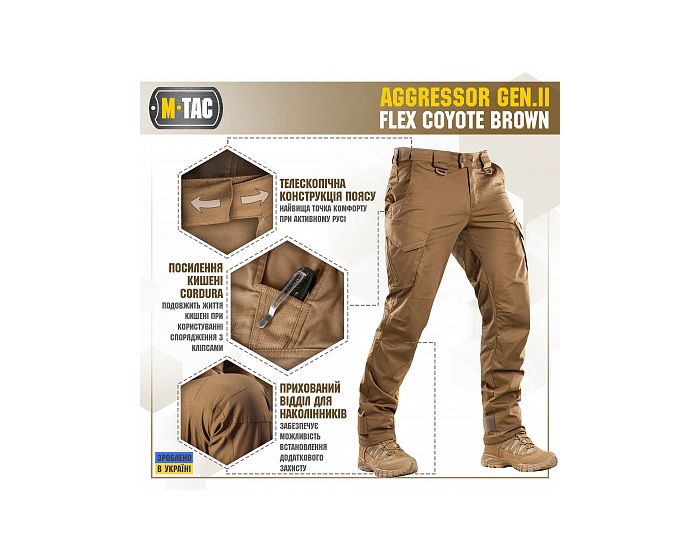 M·TAC
AGGRESSOR GEN.II
FLEX COYOTE BROWN
ТЕЛЕСКОПІЧНА
КОНСТРУКЦІЯ ПОЯСУ
НАЙВИЩА ТОЧКА КОМФОРТУ
ПРИ АКТИВНОМУ РУСІ
ПОСИЛЕННЯ
КИШЕНІ
CORDURA
ПОДОВЖИТЬ ЖИТТЯ
КИШЕНІ ПРИ
КОРИСТУВАННІ
СПОРЯДЖЕННЯ З
КЛІПСАМИ
ПРИХОВАНИЙ
ВІДДІЛ ДЛЯ
НАКОЛІННИКІВ
ЗАБЕЗПЕЧУЄ
МОЖЛИВІСТЬ
ВСТАНОВЛЕННЯ
ДОДАТКОВОГО
ЗАХИСТУ
ЗРОБЛЕНО
В УКРАЇНІ